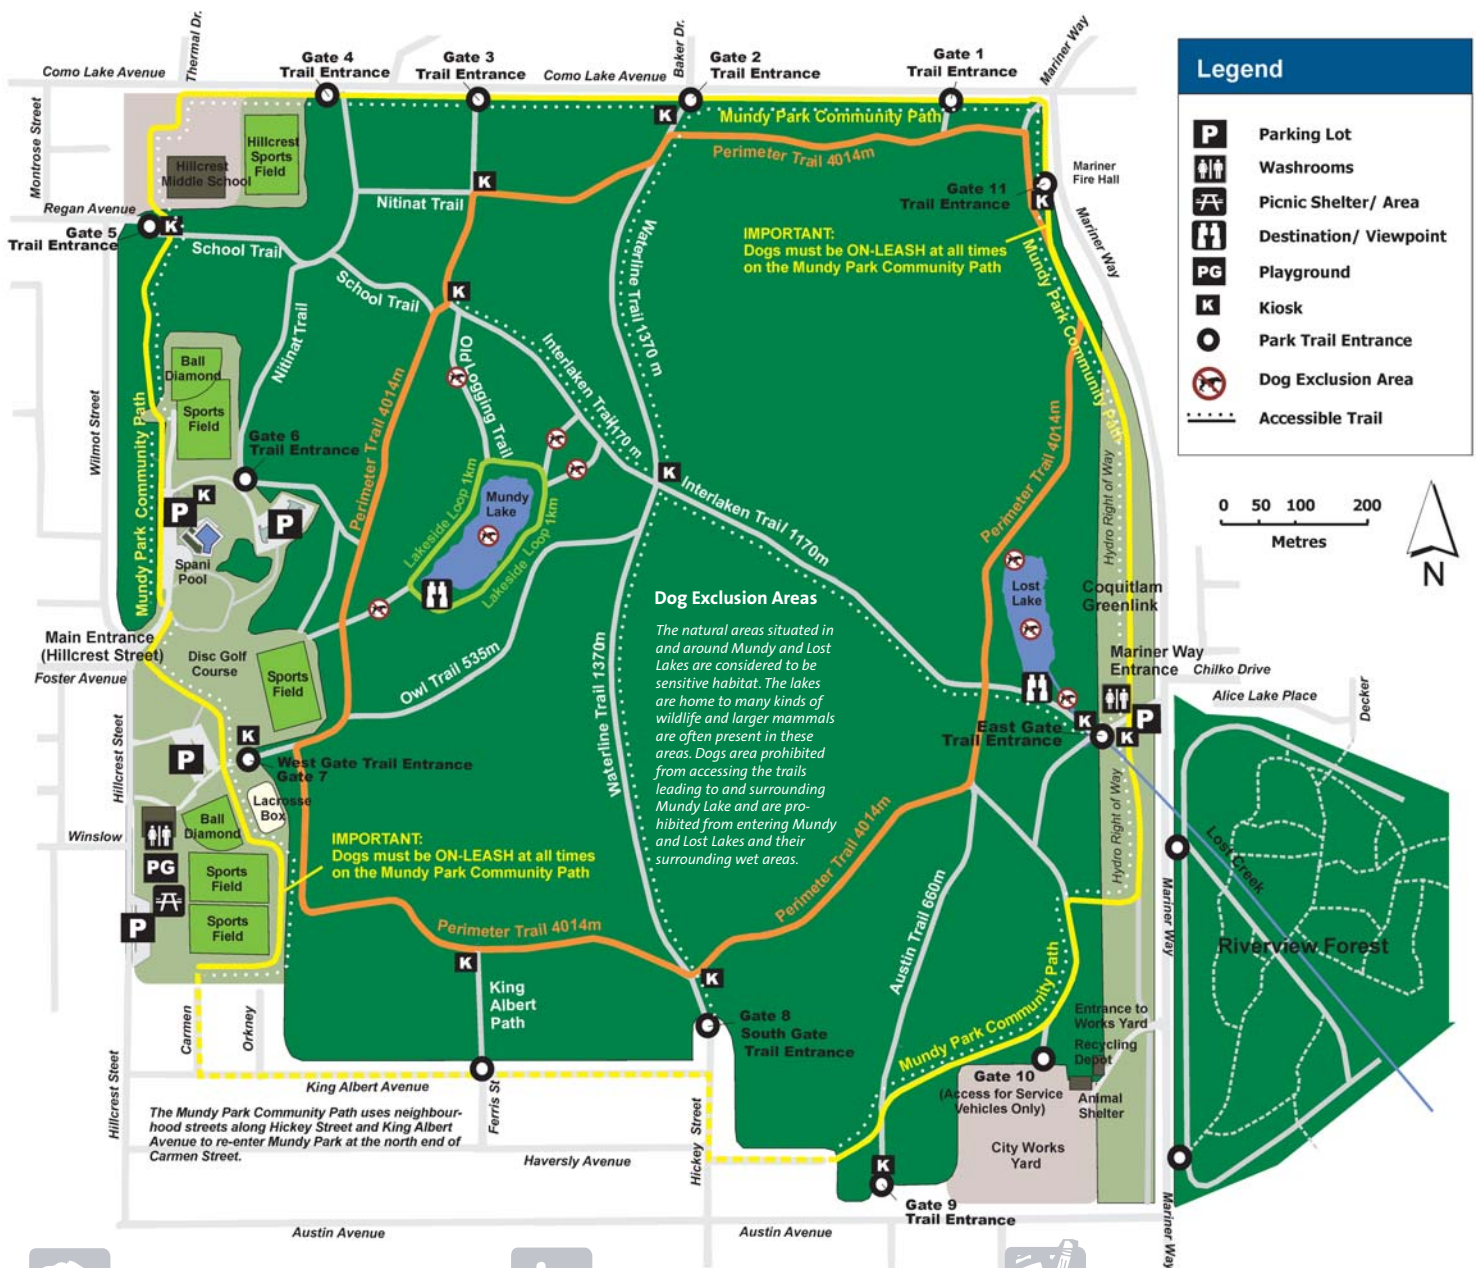 Como Lake Avenue
Thermal Dr.
Gate 4
Trail Entrance
Gate 3
Trail Entrance
Como Lake Avenue
Baker Dr.
Gate 2
Trail Entrance
Gate 1
Trail Entrance
Mariner Way
Legend
P
Parking Lot
Washrooms
Picnic Shelter/ Area
Destination/ Viewpoint
PG
Playground
K
Kiosk
Park Trail Entrance
Dog Exclusion Area
Accessible Trail
0 50 100 200
Metres
N
Montrose Street
Hillcrest
Middle School
Hillcrest
Sports
Field
K
Mundy Park Community Path
Perimeter Trail 4014m
Mariner
Fire Hall
Gate 11
Trail Entrance
K
Mariner Way
Regan Avenue
Gate 5
Trail Entrance
K
School Trail
Nitinat Trail
K
School Trail
K
Waterline Trail 1370 m
IMPORTANT:
Dogs must be ON-LEASH at all times
on the Mundy Park Community Path
Mundy Park Community Path
Nitinat Trail
Old Logging Trail
Interlaken Trail 1170 m
Ball
Diamond
Sports
Field
Wilmot Street
Mundy Park Community Path
Perimeter Trail 4014m
Gate 6
Trail Entrance
P
K
P
Spani
Pool
Lakeside Loop 1km
Mundy
Lake
Lakeside Loop 1km
K
Interlaken Trail 1170m
Perimeter Trail 4014m
Hydro Right of Way
Lost
Lake
Coquitlam
Greenlink
Dog Exclusion Areas
The natural areas situated in
and around Mundy and Lost
Lakes are considered to be
sensitive habitat. The lakes
are home to many kinds of
wildlife and larger mammals
are often present in these
areas. Dogs area prohibited
from accessing the trails
leading to and surrounding
Mundy Lake and are pro-
hibited from entering Mundy
and Lost Lakes and their
surrounding wet areas.
Main Entrance
(Hillcrest Street)
Foster Avenue
Disc Golf
Course
Sports
Field
Owl Trail 535m
Waterline Trail 1370m
Mariner Way
Entrance
Chilko Drive
Alice Lake Place
Decker
P
K
K
East Gate
Trail Entrance
Hillcrest Steet
P
K
West Gate Trail Entrance
Gate 7
Lacrosse
Box
Winslow
Ball
Diamond
PG
Sports
Field
P
Sports
Field
IMPORTANT:
Dogs must be ON-LEASH at all times
on the Mundy Park Community Path
Perimeter Trail 4014m
K
Perimeter Trail 4014m
K
Austin Trail 660m
Hydro Right of Way
Mariner Way
Lost Creek
Riverview Forest
King
Albert
Path
Gate 8
South Gate
Trail Entrance
Mundy Park Community Path
Entrance to
Works Yard
Recycling
Depot
Gate 10
(Access for Service
Vehicles Only)
Animal
Shelter
City Works
Yard
Carmen
Orkney
Hillcrest Steet
King Albert Avenue
Ferris St
The Mundy Park Community Path uses neighbour-
hood streets along Hickey Street and King Albert
Avenue to re-enter Mundy Park at the north end of
Carmen Street.
Haversly Avenue
Hickey Street
K
Gate 9
Trail Entrance
Austin Avenue
Austin Avenue
Mariner Way